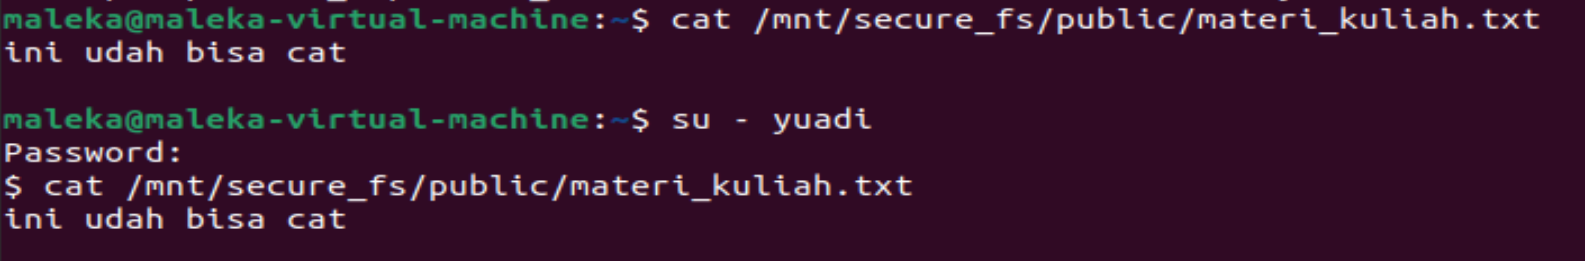 maleka@maleka-virtual-machine:~$ cat /mnt/secure_fs/public/materi_kuliah.txt
ini udah bisa cat
maleka@maleka-virtual-machine:~$ su - yuadi
Password:
$ cat /mnt/secure_fs/public/materi_kuliah.txt
ini udah bisa cat